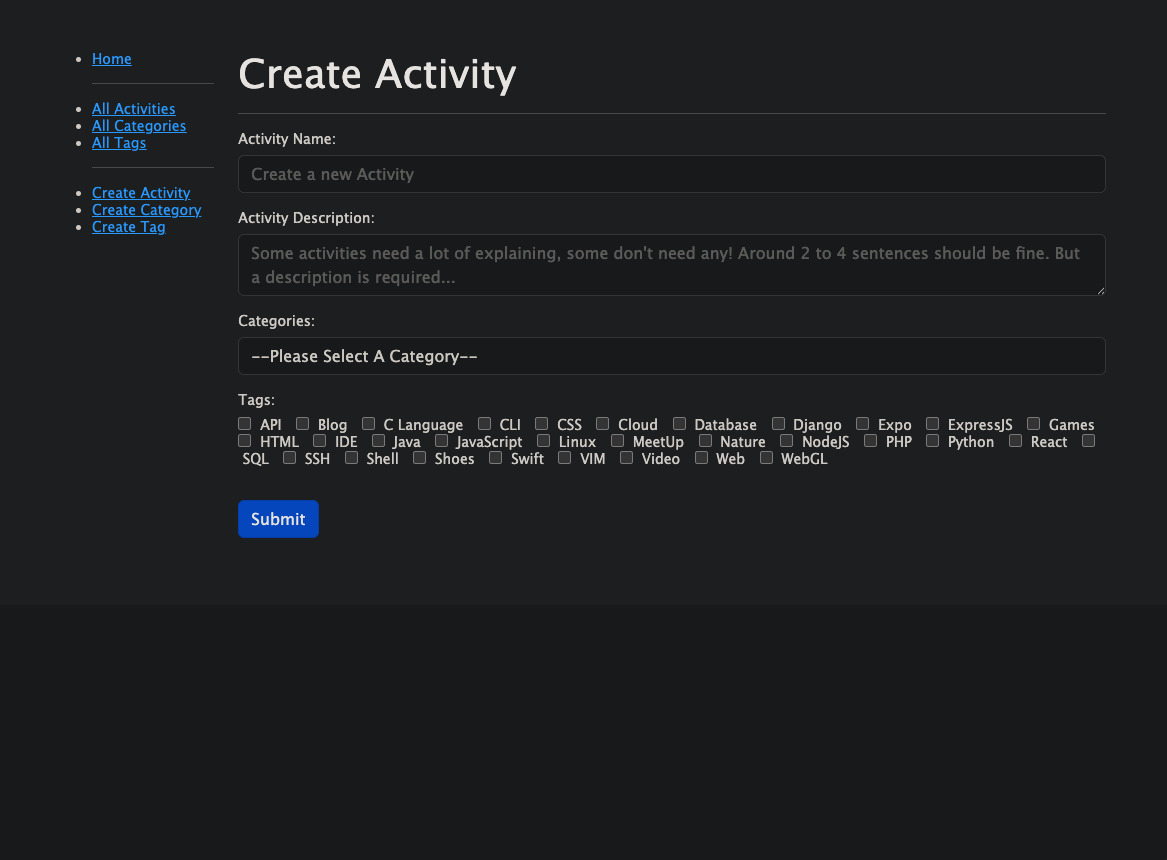 Home
All Activities
All Categories
All Tags
Create Activity
Create Category
Create Tag
Create Activity
Activity Name:
Create a new Activity
Activity Description:
Some activities need a lot of explaining, some don't need any! Around 2 to 4 sentences should be fine. But
a description is required...
Categories:
--Please Select A Category--
Tags:
API Blog C Language CLI CSS Cloud Database Django Expo ExpressJS Games
HTML IDE Java JavaScript Linux MeetUp Nature NodeJS PHP Python React
SQL SSH Shell Shoes Swift VIM Video Web WebGL
Submit